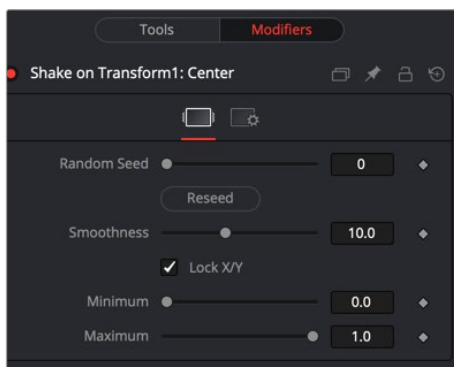 Tools Modifiers
Shake on Transform1: Center
Random Seed 0
Reseed
Smoothness 10.0
Lock X/Y
Minimum 0.0
Maximum 1.0